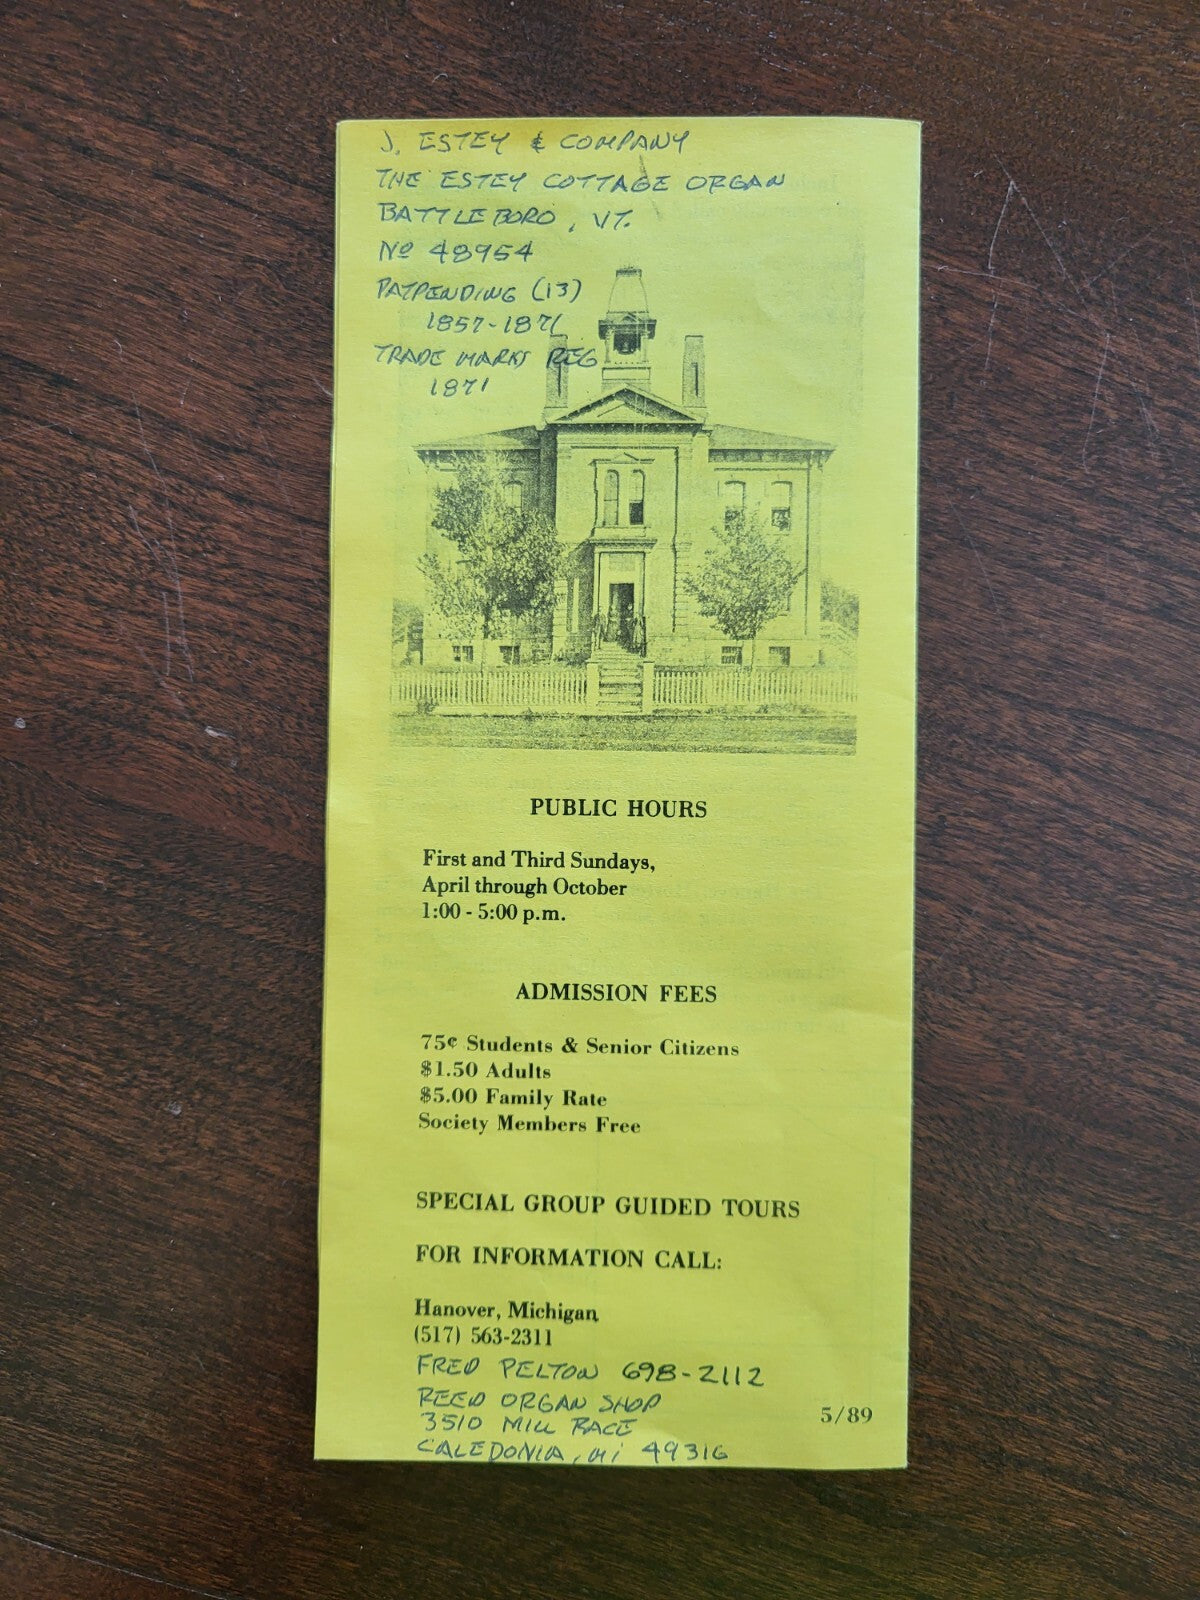 J. ESTEY & COMPANY
THE ESTEY COTTAGE ORGAN
BATTLEBORO, VT.
No 48954
PATPENDING (13)
1857-1871
TRADE MARKS REG
1871
PUBLIC HOURS
First and Third Sundays,
April through October
1:00 - 5:00 p.m.
ADMISSION FEES
75¢ Students & Senior Citizens
$1.50 Adults
$5.00 Family Rate
Society Members Free
SPECIAL GROUP GUIDED TOURS
FOR INFORMATION CALL:
Hanover, Michigan
(517) 563-2311
FRED PELTON 698-2112
REED ORGAN SHOP
3510 MILL RACE
5/89
CALEDONIA, Mi 49316